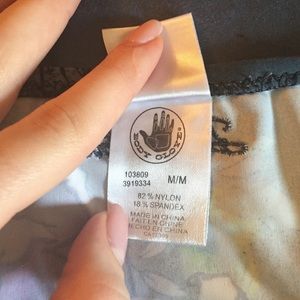 BODY GLOVE
103809
3919334 M/M
82% NYLON
18% SPANDEX
MADE IN CHINA
FAIT EN CHINE
HECHO EN CHINA